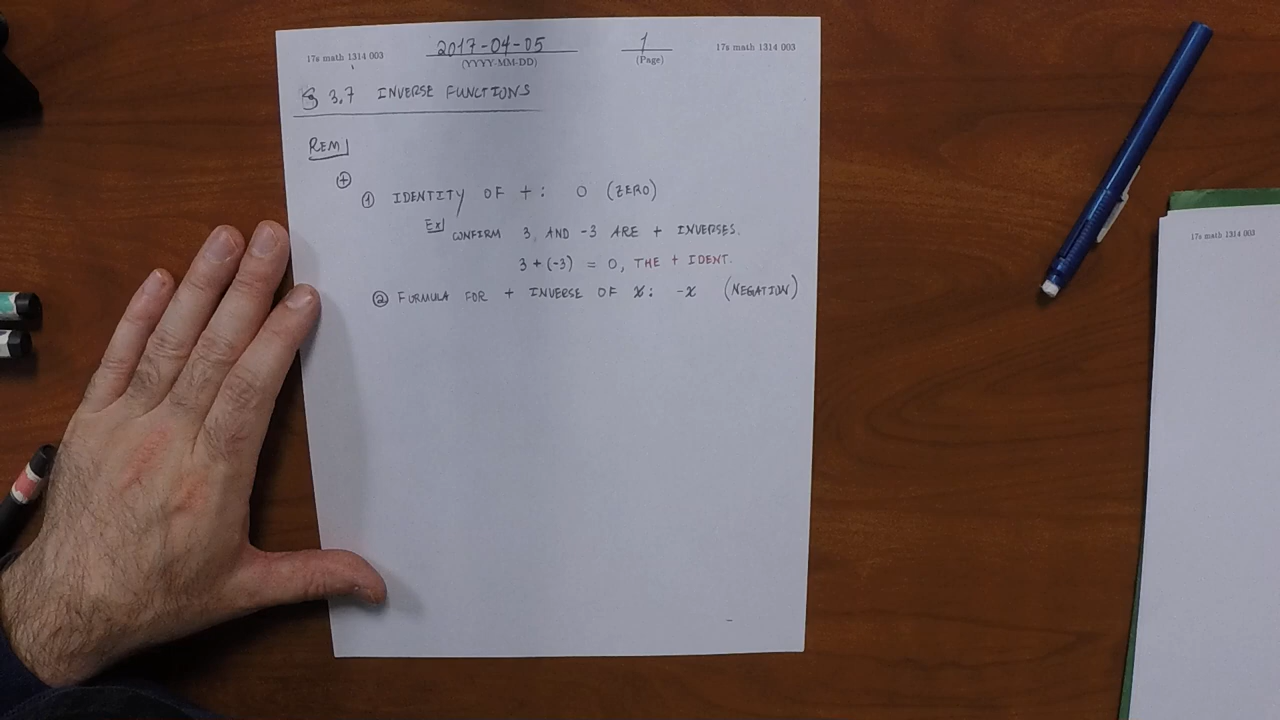 17s math 1314 003 2017-04-05 1 17s math 1314 003
(YYYY-MM-DD) (Page)
§ 3.7 INVERSE FUNCTIONS
REM
+
① IDENTITY OF + : 0 (ZERO)
EX CONFIRM 3 AND -3 ARE + INVERSES.
3 + (-3) = 0, THE + IDENT.
② FORMULA FOR + INVERSE OF x: -x (NEGATION)
17s math 1314 003